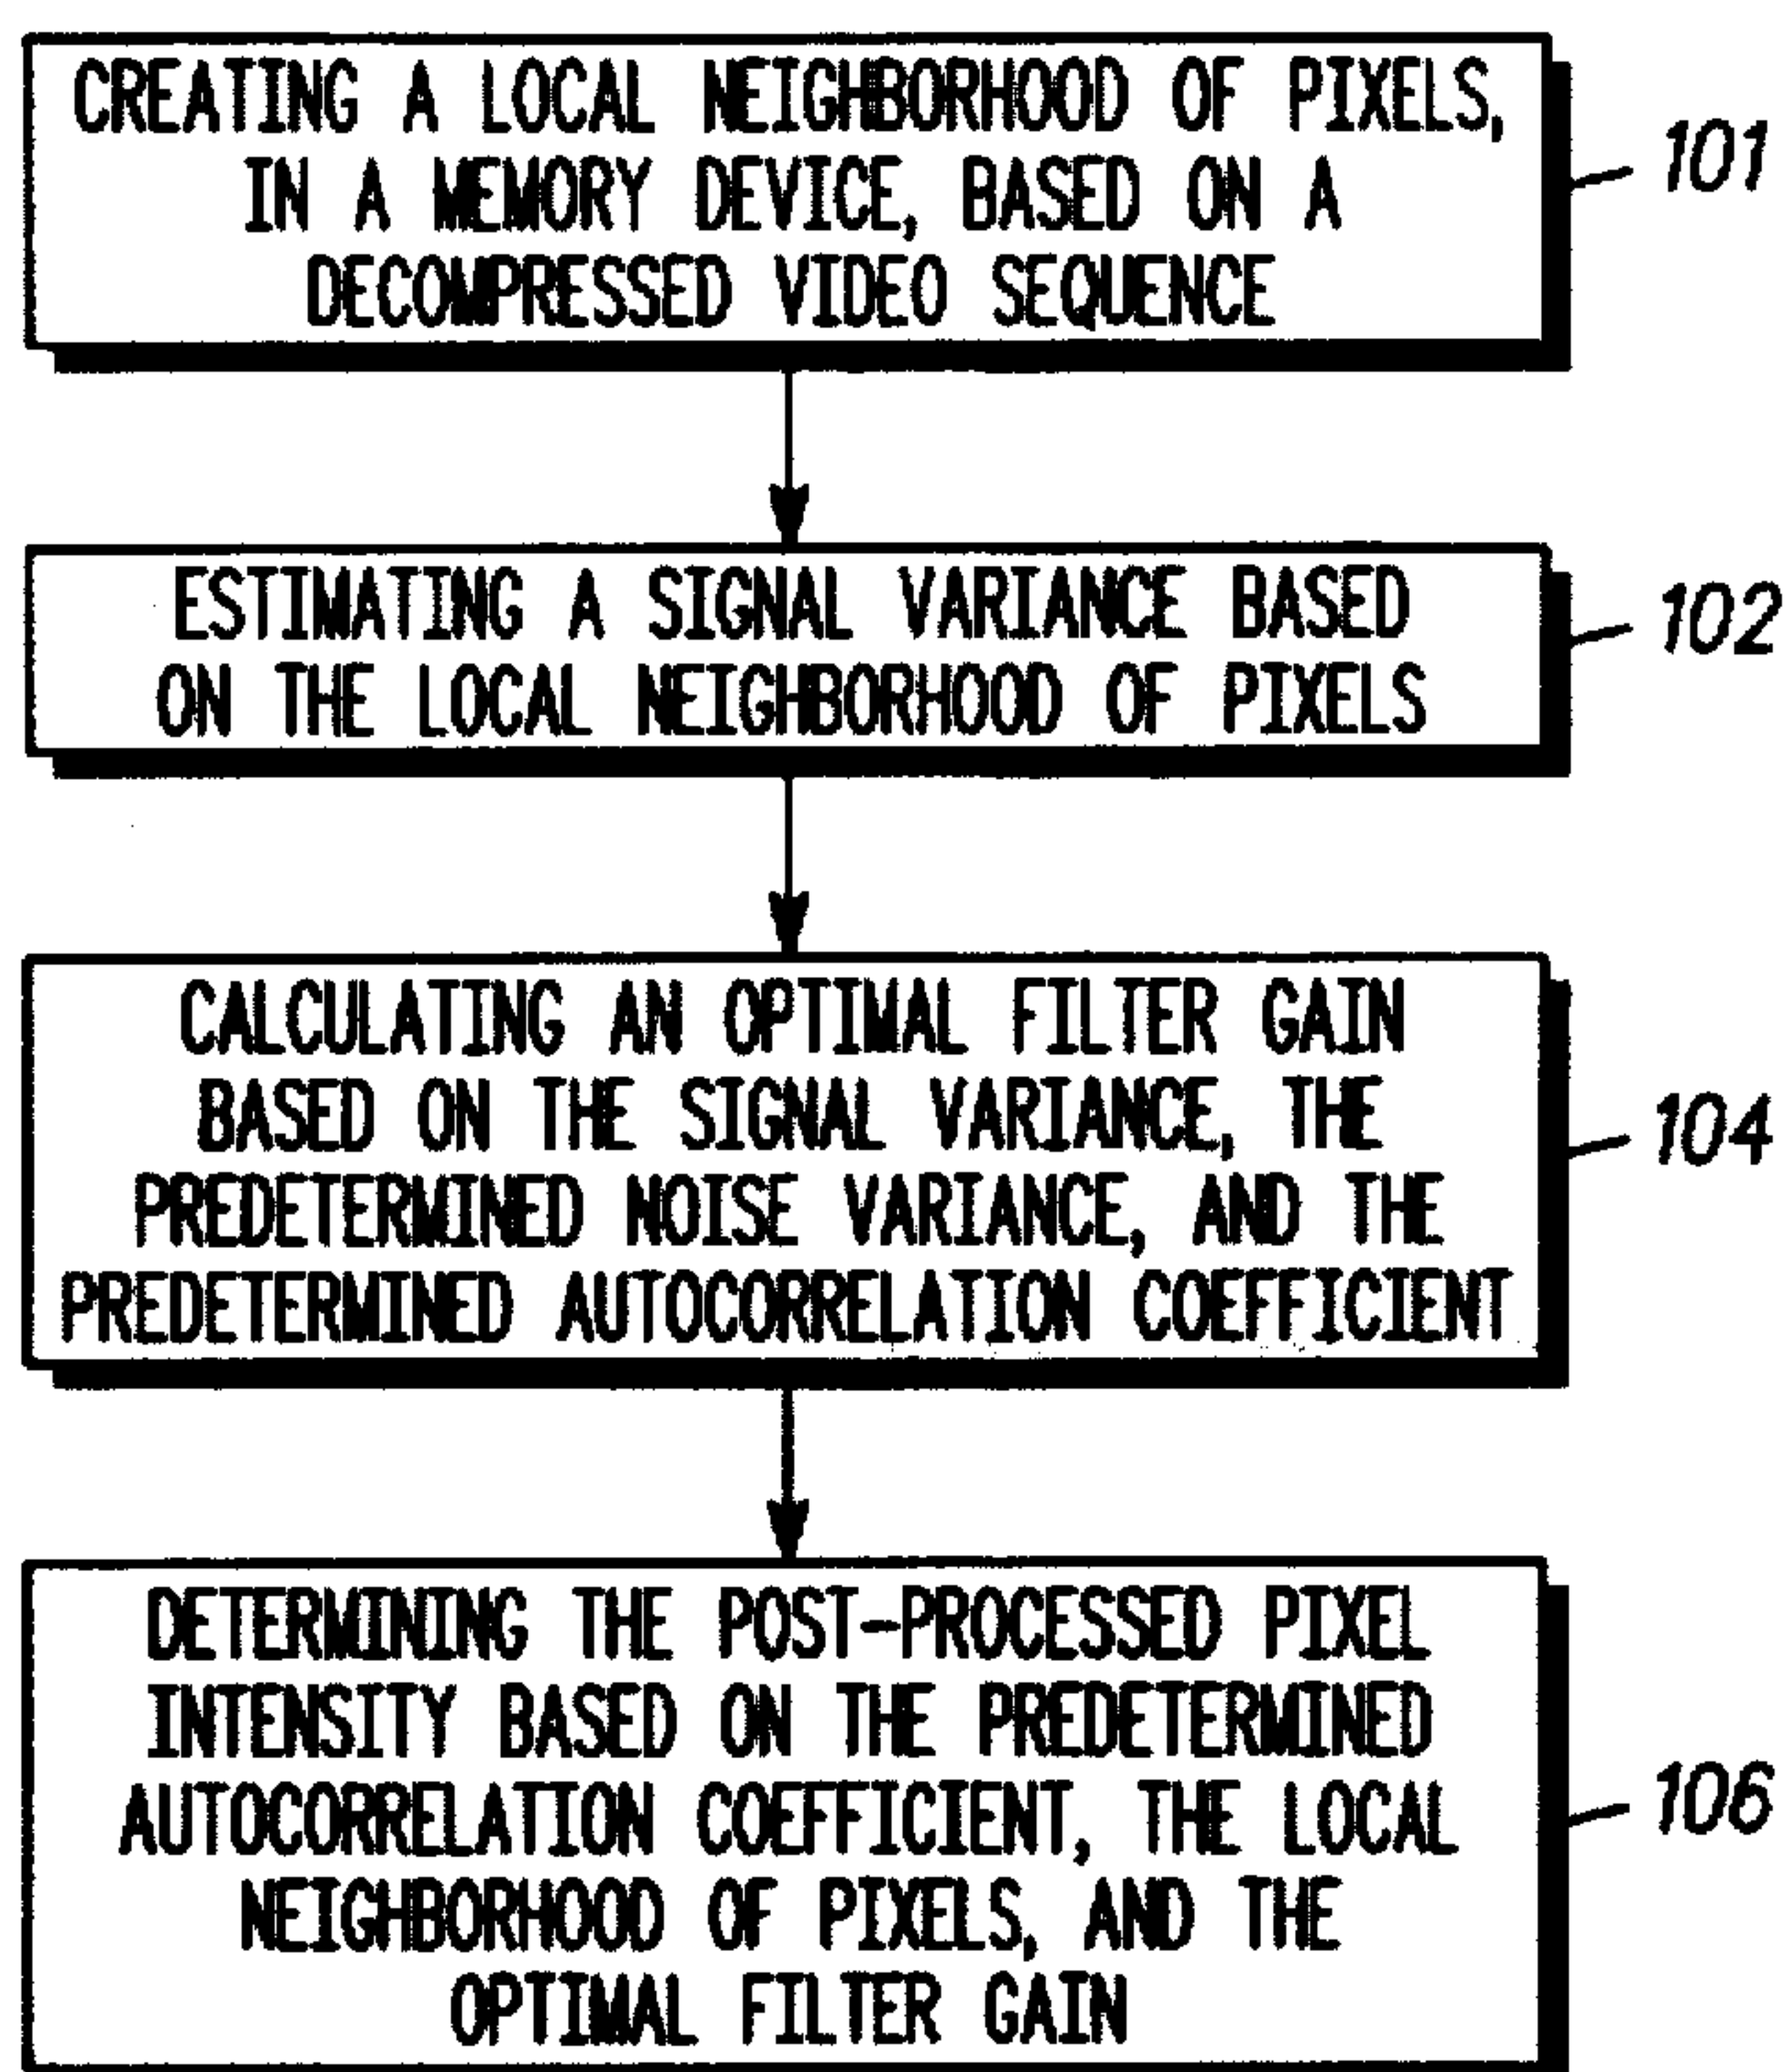 CREATING A LOCAL NEIGHBORHOOD OF PIXELS,
IN A MEMORY DEVICE, BASED ON A
DECOMPRESSED VIDEO SEQUENCE
101
ESTIMATING A SIGNAL VARIANCE BASED
ON THE LOCAL NEIGHBORHOOD OF PIXELS
102
CALCULATING AN OPTIMAL FILTER GAIN
BASED ON THE SIGNAL VARIANCE, THE
PREDETERMINED NOISE VARIANCE, AND THE
PREDETERMINED AUTOCORRELATION COEFFICIENT
104
DETERMINING THE POST-PROCESSED PIXEL
INTENSITY BASED ON THE PREDETERMINED
AUTOCORRELATION COEFFICIENT, THE LOCAL
NEIGHBORHOOD OF PIXELS, AND THE
OPTIMAL FILTER GAIN
106